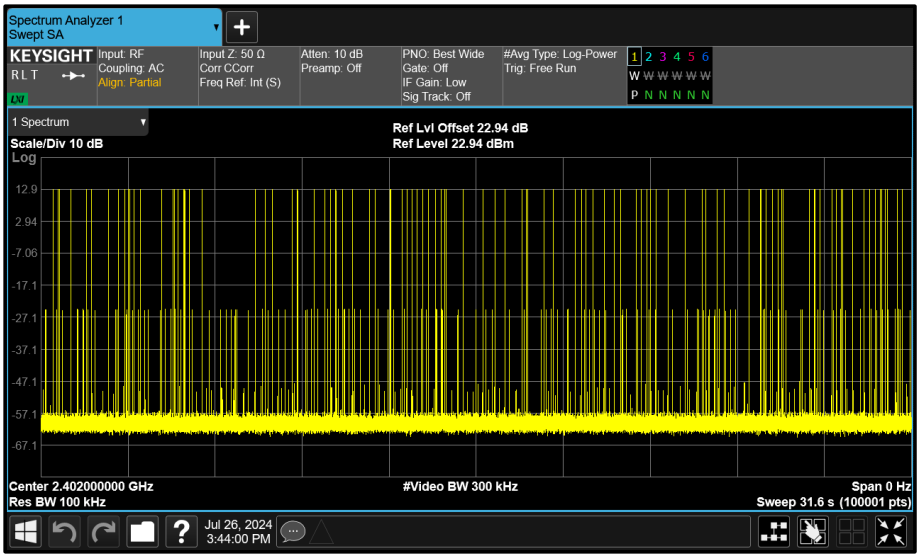 Spectrum Analyzer 1
Swept SA
+
KEYSIGHT Input: RF Input Z: 50 Ω Atten: 10 dB PNO: Best Wide #Avg Type: Log-Power 1 2 3 4 5 6
R L T Coupling: AC Corr CCorr Preamp: Off Gate: Off Trig: Free Run W W W W W W
Align: Partial Freq Ref: Int (S) IF Gain: Low P N N N N N
LXI Sig Track: Off
1 Spectrum
Ref Lvl Offset 22.94 dB
Scale/Div 10 dB Ref Level 22.94 dBm
Log
12.9
2.94
-7.06
-17.1
-27.1
-37.1
-47.1
-57.1
-67.1
Center 2.402000000 GHz #Video BW 300 kHz Span 0 Hz
Res BW 100 kHz Sweep 31.6 s (100001 pts)
? Jul 26, 2024
3:44:00 PM